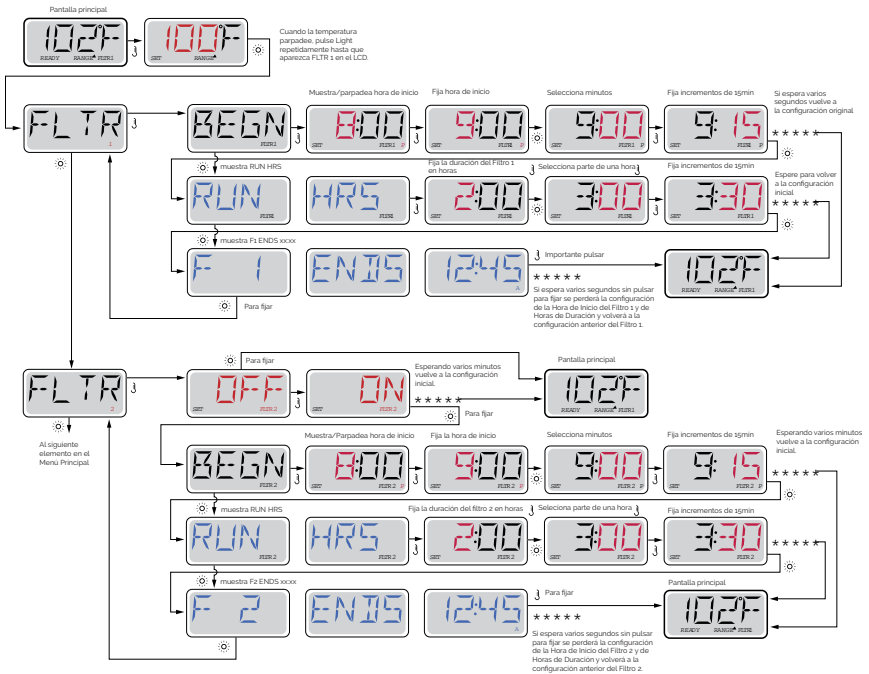 Pantalla principal
102°F
READY RANGE FLTR1
100°F
SET RANGE
Cuando la temperatura
parpadee, pulse Light
repetidamente hasta que
aparezca FLTR 1 en el LCD.
Muestra/parpadea hora de inicio
Fija hora de inicio
Selecciona minutos
Fija incrementos de 15min
Si espera varios
segundos vuelve a
la configuración original
FLTR
1
BEGN
FLTR1
8:00
SET FLTR1 P
9:00
SET FLTR1 P
9:00
SET FLTR1 P
9:15
SET FLTR1 P
* * * * *
muestra RUN HRS
Fija la duración del Filtro 1
en horas
Selecciona parte de una hora
Fija incrementos de 15min
Espere para volver
a la configuración
inicial
* * * * *
RUN
FLTR1
HRS
2:00
SET FLTR1
3:00
SET FLTR1
3:30
SET FLTR1
muestra F1 ENDS xx:xx
F 1
ENDS
12:45
A
Importante pulsar
* * * * *
Si espera varios segundos sin pulsar
para fijar se perderá la configuración
de la Hora de Inicio del Filtro 1 y de
Horas de Duración y volverá a la
configuración anterior del Filtro 1.
102°F
READY RANGE FLTR1
Para fijar
Para fijar
FLTR
2
OFF
SET FLTR2
ON
SET FLTR2
Esperando varios minutos
vuelve a la configuración
inicial.
* * * * *
Para fijar
Pantalla principal
102°F
READY RANGE FLTR1
Al siguiente
elemento en el
Menú Principal
Muestra/Parpadea hora de inicio
Fija la hora de inicio
Selecciona minutos
Fija incrementos de 15min
Esperando varios minutos
vuelve a la configuración
inicial.
BEGN
FLTR2
8:00
SET FLTR2 P
9:00
SET FLTR2 P
9:00
SET FLTR2 P
9:15
SET FLTR2 P
* * * * *
muestra RUN HRS
Fija la duración del filtro 2 en horas
Seleciona parte de una hora
Fija incrementos de 15min
RUN
FLTR2
HRS
2:00
SET FLTR2
3:00
SET FLTR2
3:30
SET FLTR2
* * * * *
muestra F2 ENDS xx:xx
F 2
ENDS
12:45
A
Para fijar
* * * * *
Si espera varios segundos sin pulsar
para fijar se perderá la configuración
de la Hora de Inicio del Filtro 2 y de
Horas de Duración y volverá a la
configuración anterior del Filtro 2.
Pantalla principal
102°F
READY RANGE FLTR1
Para fijar